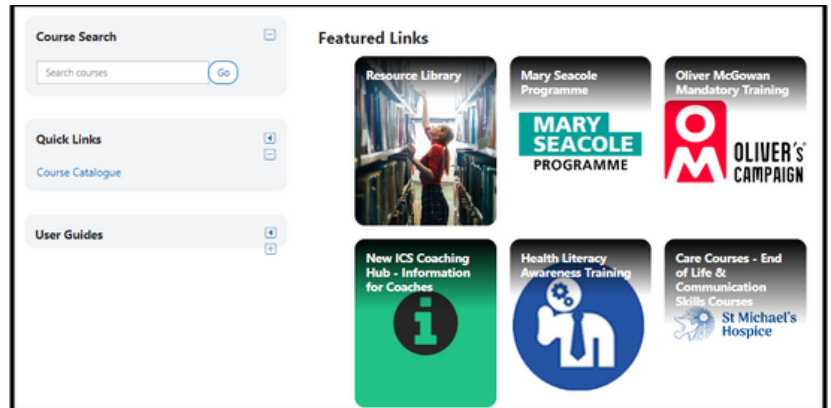 Course Search
Search courses
Go
Quick Links
Course Catalogue
User Guides
Featured Links
Resource Library
Mary Seacole
Programme
MARY
SEACOLE
PROGRAMME
Oliver McGowan
Mandatory Training
OM
OLIVER's
CAMPAIGN
New ICS Coaching
Hub - Information
for Coaches
i
Health Literacy
Awareness Training
Care Courses - End
of Life &
Communication
Skills Courses
St Michael's
Hospice